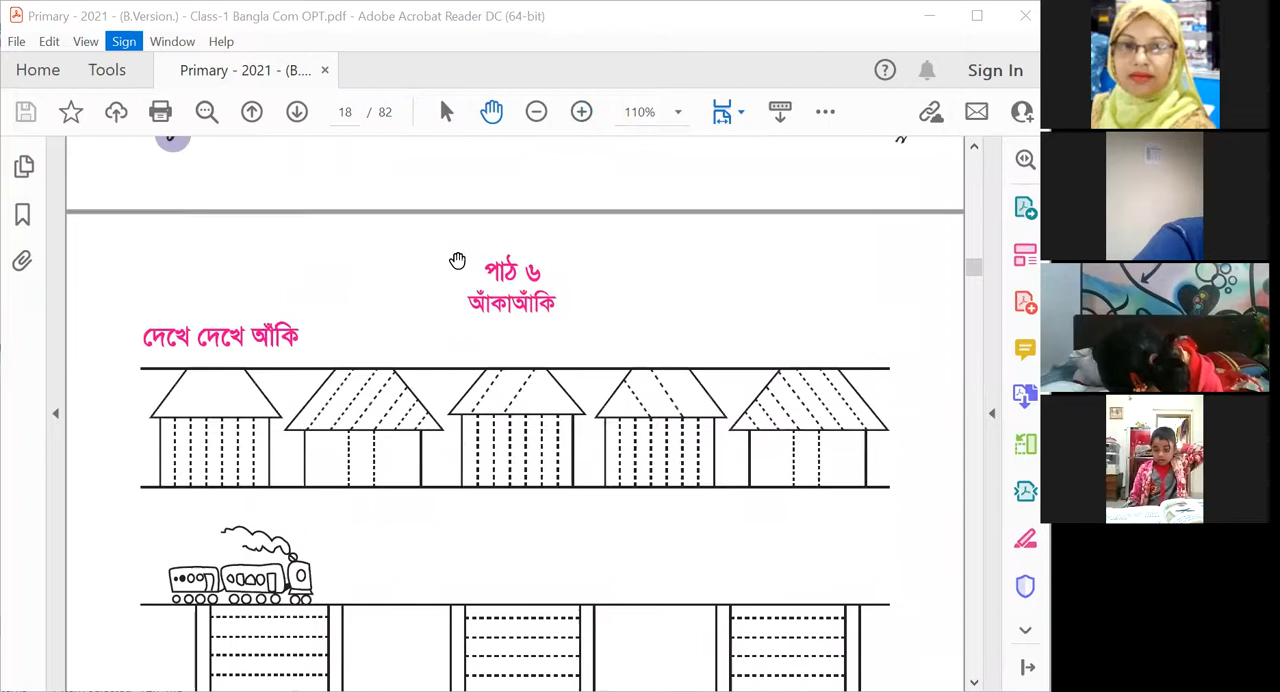 Primary - 2021 - (B.Version.) - Class-1 Bangla Com OPT.pdf - Adobe Acrobat Reader DC (64-bit)
File Edit View Sign Window Help
Home Tools Primary - 2021 - (B.... × Sign In
18 / 82 110%
পাঠ ৬
আঁকাআঁকি
দেখে দেখে আঁকি